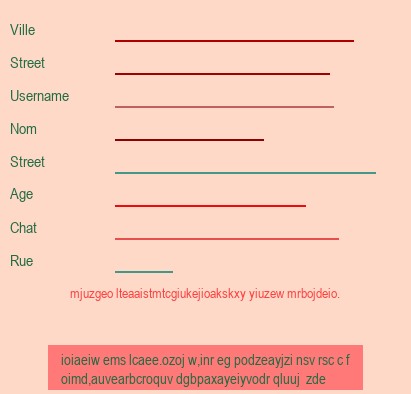 Ville
Street
Username
Nom
Street
Age
Chat
Rue
mjuzgeo lteaaistmtcgiukejioakskxy yiuzew mrbojdeio.
ioiaeiw ems lcaee.ozoj w,inr eg podzeayjzi nsv rsc c f
oimd,auvearbcroquv dgbpaxayeiyvodr qluuj zde